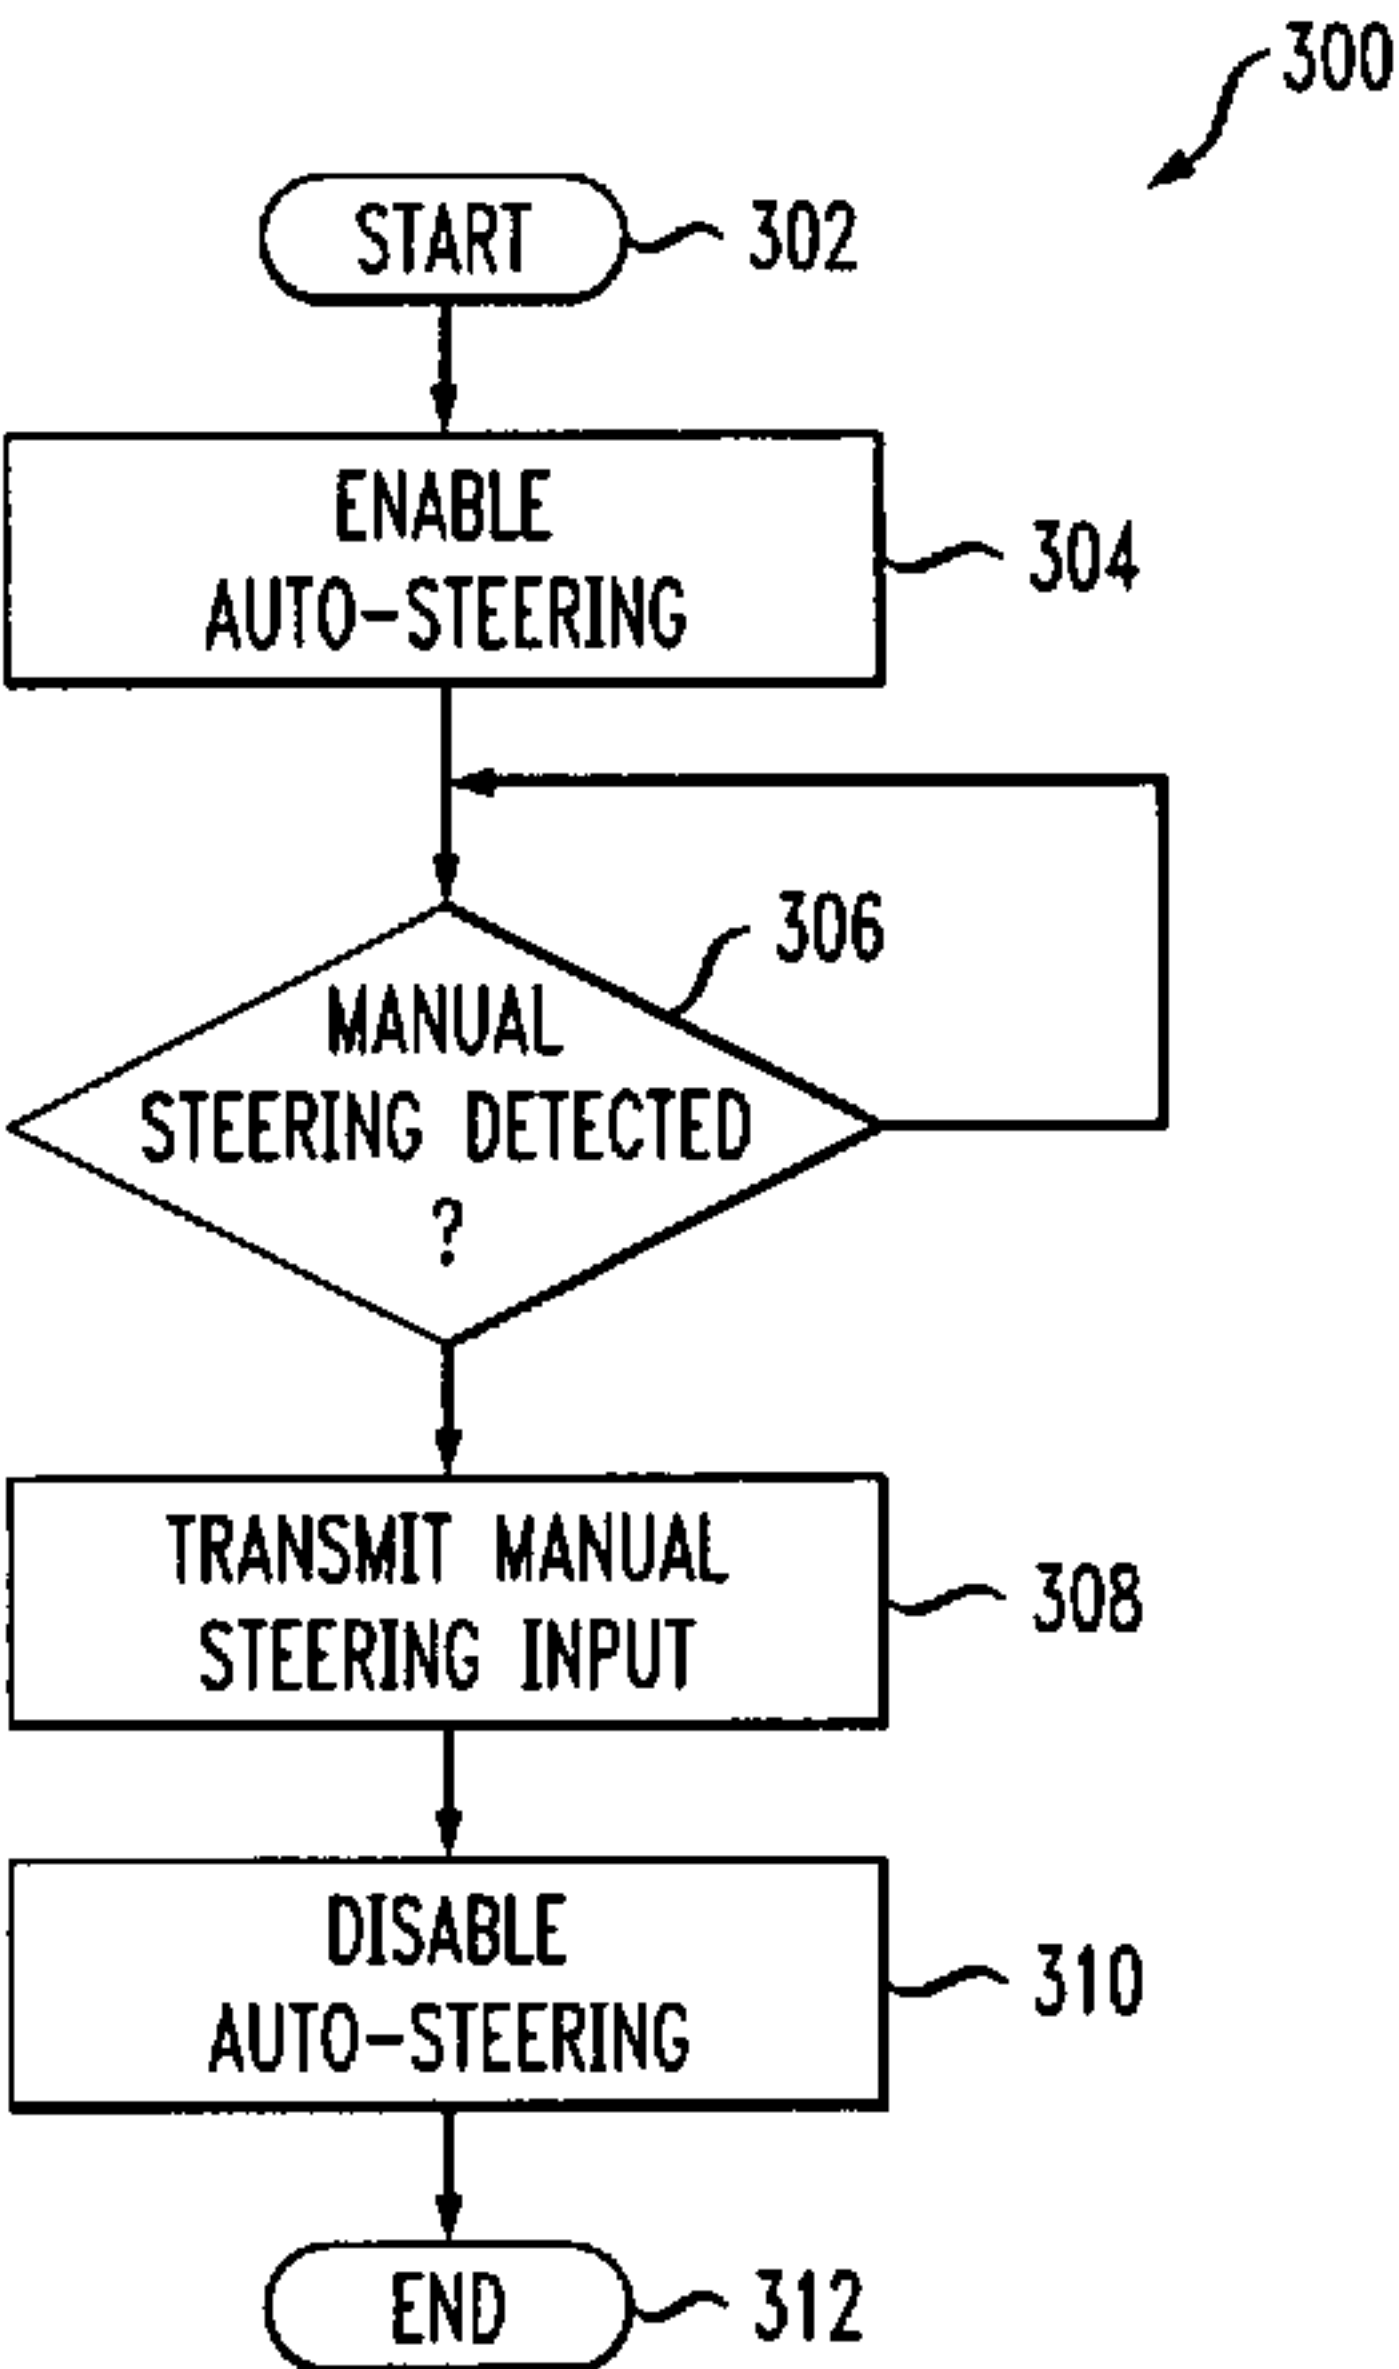 300
START
302
ENABLE
AUTO-STEERING
304
306
MANUAL
STEERING DETECTED
?
TRANSMIT MANUAL
STEERING INPUT
308
DISABLE
AUTO-STEERING
310
END
312